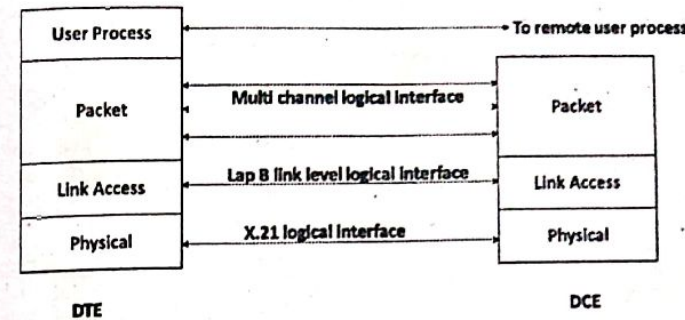 User Process
To remote user process
Packet
Multi channel logical interface
Packet
Link Access
Lap B link level logical interface
Link Access
Physical
X.21 logical interface
Physical
DTE
DCE